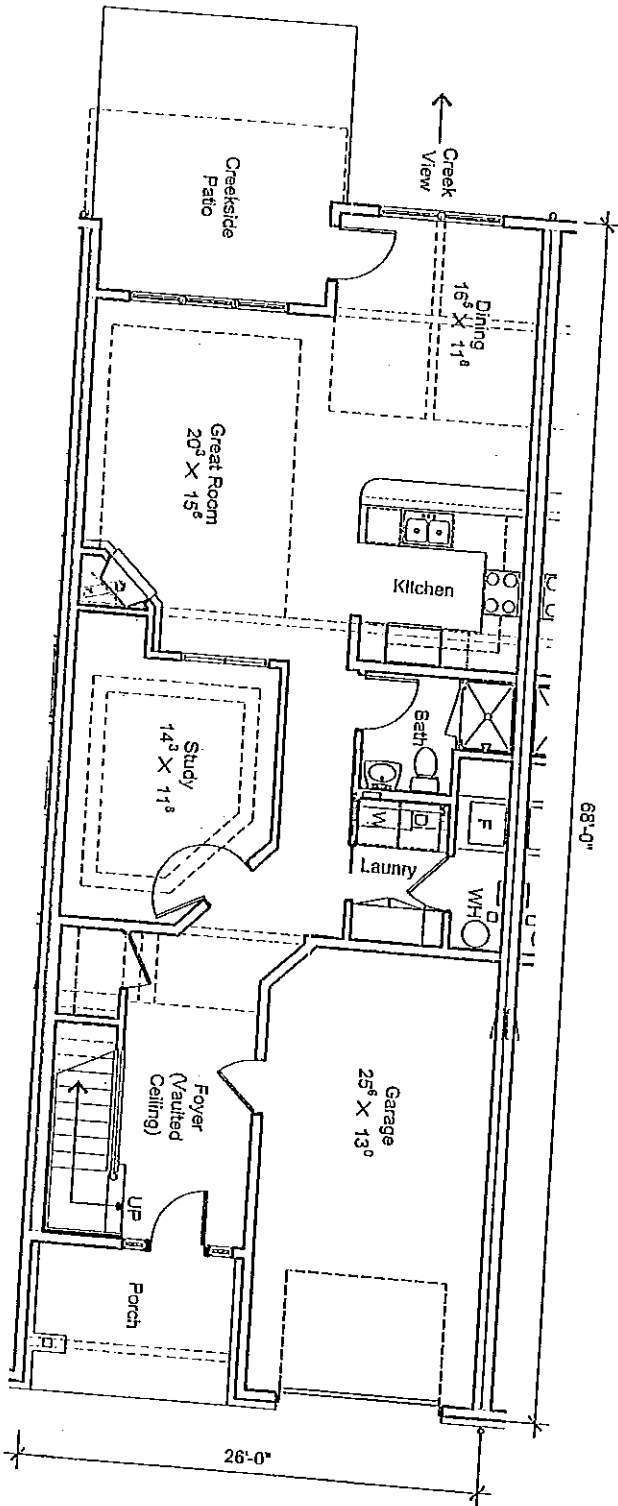 Creek
View
Creekside
Patio
Dining
16⁵ X 11⁸
Great Room
20³ X 15⁶
Kitchen
Bath
Study
14³ X 11⁸
F
W
Launry
WH
68'-0"
Garage
25⁶ X 13⁰
Foyer
(Vaulted
Ceiling)
UP
Porch
26'-0"